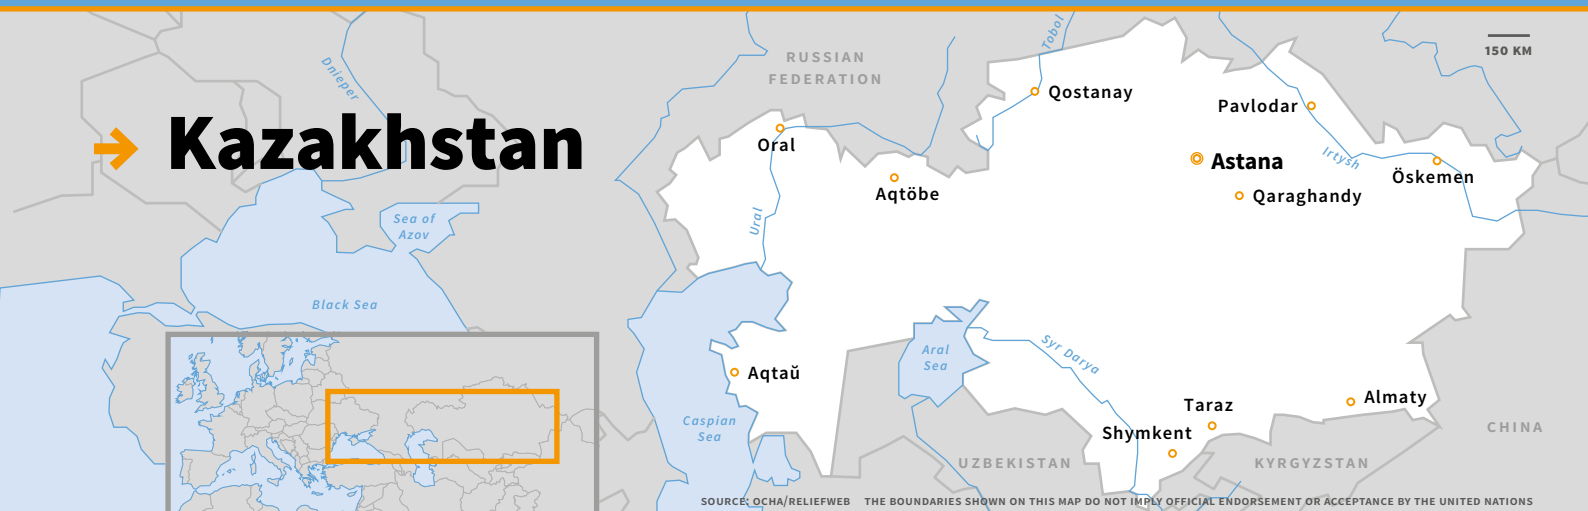 Kazakhstan
Dnieper
Sea of
Azov
Black Sea
RUSSIAN
FEDERATION
Tobol
150 KM
Qostanay
Pavlodar
Oral
Astana
Irtysh
Öskemen
Aqtöbe
Qaraghandy
Ural
Aral
Sea
Syr Darya
Aqtaŭ
Caspian
Sea
Taraz
Almaty
Shymkent
CHINA
UZBEKISTAN
KYRGYZSTAN
SOURCE: OCHA/RELIEFWEB THE BOUNDARIES SHOWN ON THIS MAP DO NOT IMPLY OFFICIAL ENDORSEMENT OR ACCEPTANCE BY THE UNITED NATIONS